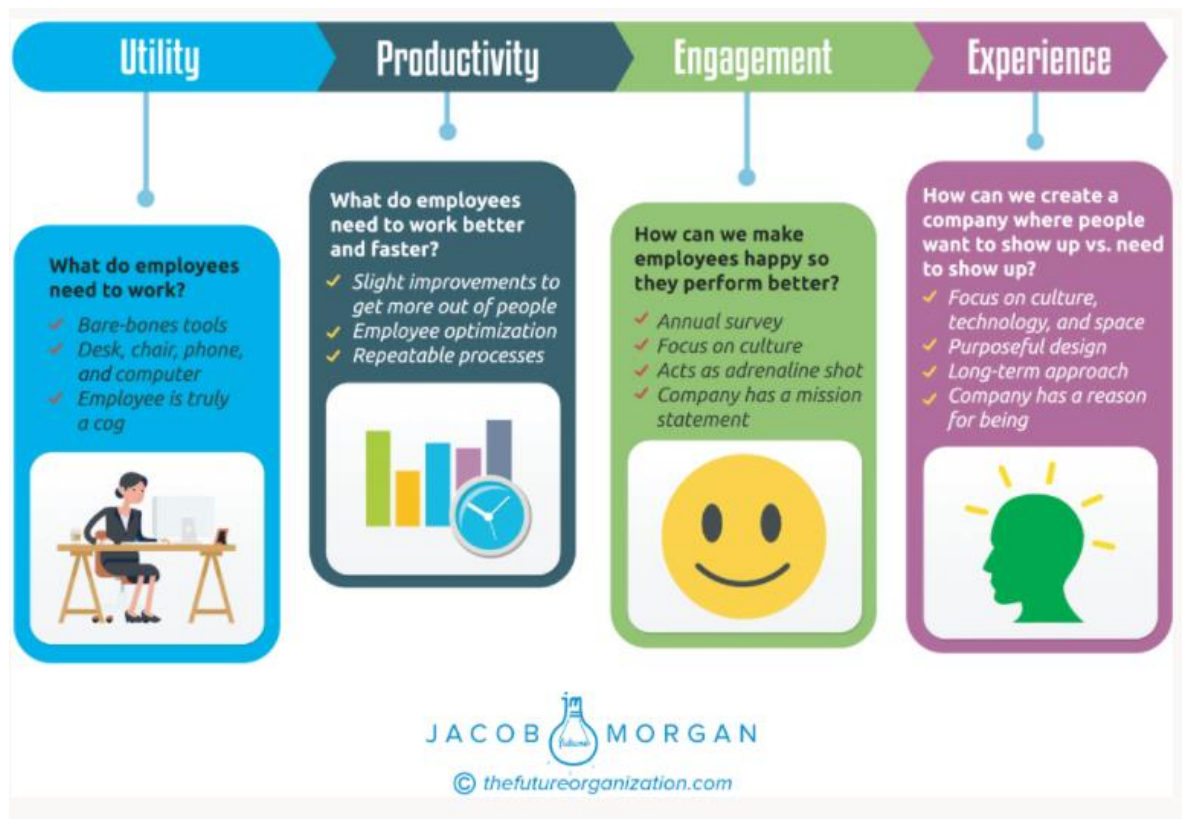 Utility
Productivity
Engagement
Experience
What do employees
need to work?
Bare-bones tools
Desk, chair, phone,
and computer
Employee is truly
a cog
What do employees
need to work better
and faster?
Slight improvements to
get more out of people
Employee optimization
Repeatable processes
How can we make
employees happy so
they perform better?
Annual survey
Focus on culture
Acts as adrenaline shot
Company has a mission
statement
How can we create a
company where people
want to show up vs. need
to show up?
Focus on culture,
technology, and space
Purposeful design
Long-term approach
Company has a reason
for being
jm
JACOB MORGAN
© thefutureorganization.com